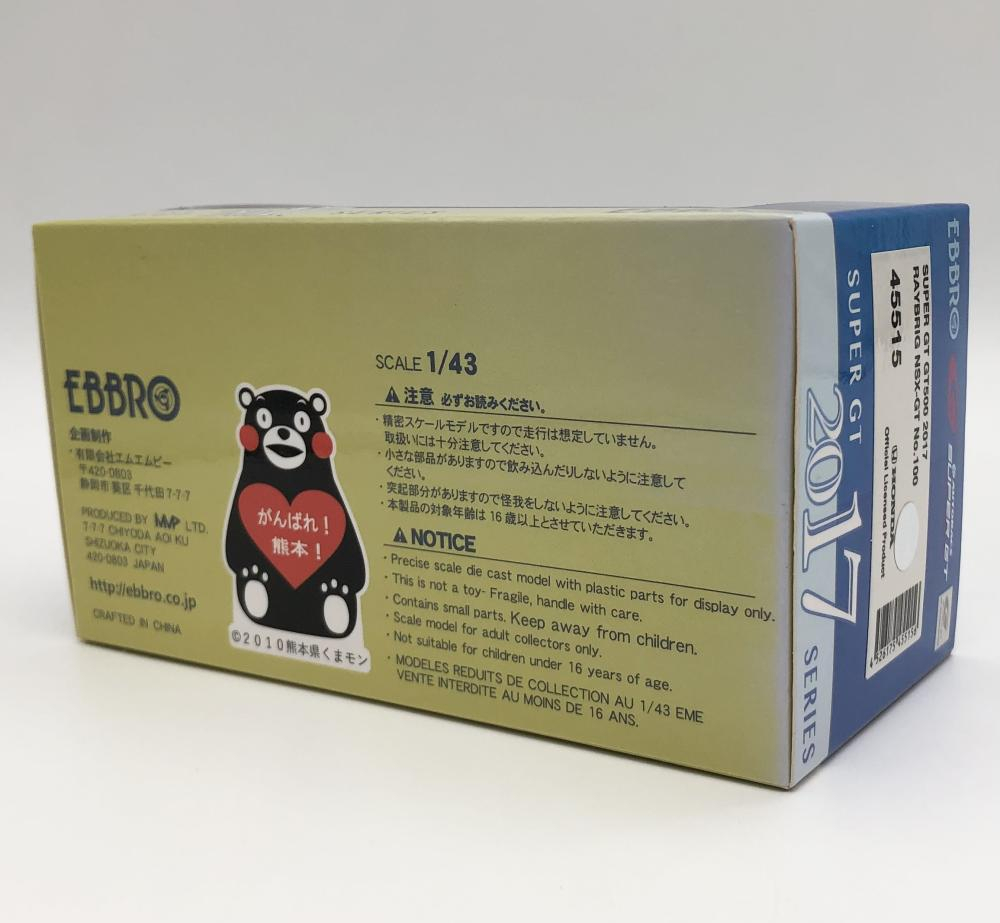 EBBRO
企画制作
・有限会社エムエムピー
〒420-0803
静岡市 葵区 千代田 7-7-7
PRODUCED BY MMP LTD.
7-7-7 CHIYODA AOI KU
SHIZUOKA CITY
420-0803 JAPAN
http://ebbro.co.jp
CRAFTED IN CHINA
がんばれ!
熊本!
©2010熊本県くまモン
SCALE 1/43
注意 必ずお読みください。
・精密スケールモデルですので走行は想定していません。
取扱いには十分注意してください。
・小さな部品がありますので飲み込んだりしないように注意して
ください。
・突起部分がありますので怪我をしないように注意してください。
・本製品の対象年齢は 16 歳以上とさせていただきます。
NOTICE
・Precise scale die cast model with plastic parts for display only.
・This is not a toy- Fragile, handle with care.
・Contains small parts. Keep away from children.
・Scale model for adult collectors only.
・Not suitable for children under 16 years of age.
・MODELES REDUITS DE COLLECTION AU 1/43 EME
VENTE INTERDITE AU MOINS DE 16 ANS.
SUPER GT
2017
SERIES
SUPER GT GT500 2017
RAYBRIG NSX-GT No.100
45515
HONDA
Official Licensed Product
4526175455156
EBBRO
SUPER GT
SERIES